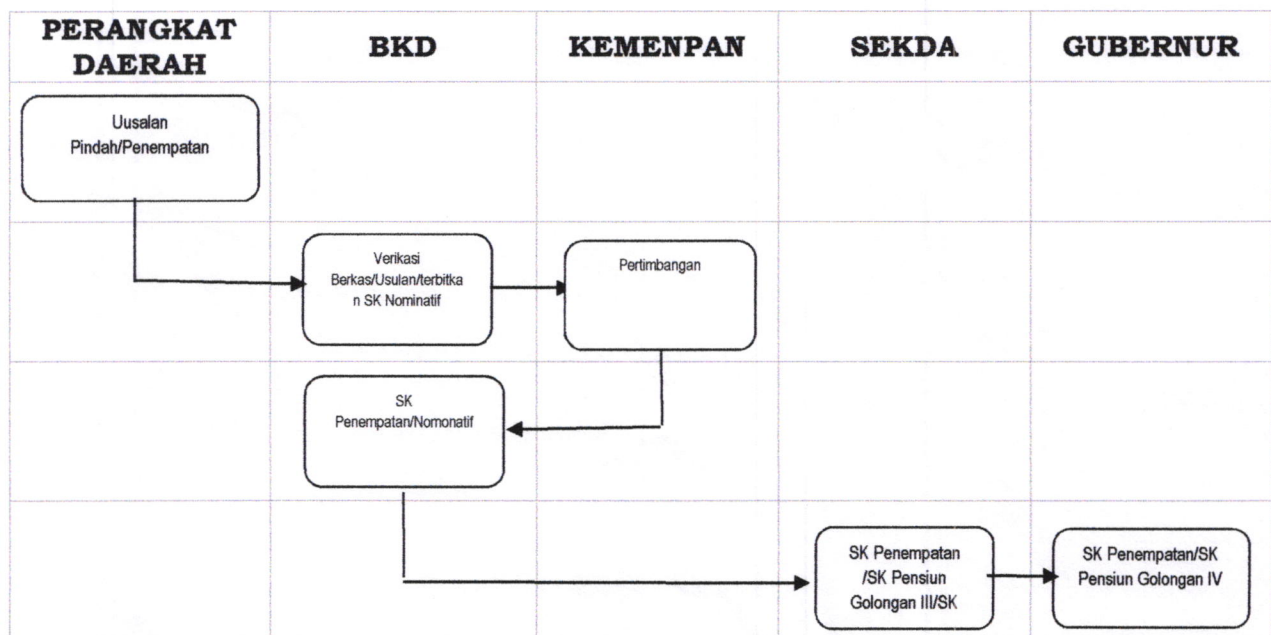 PERANGKAT
DAERAH
BKD
KEMENPAN
SEKDA
GUBERNUR
Uusalan
Pindah/Penempatan
Verikasi
Berkas/Usulan/terbitka
n SK Nominatif
Pertimbangan
SK
Penempatan/Nomonatif
SK Penempatan
/SK Pensiun
Golongan III/SK
SK Penempatan/SK
Pensiun Golongan IV